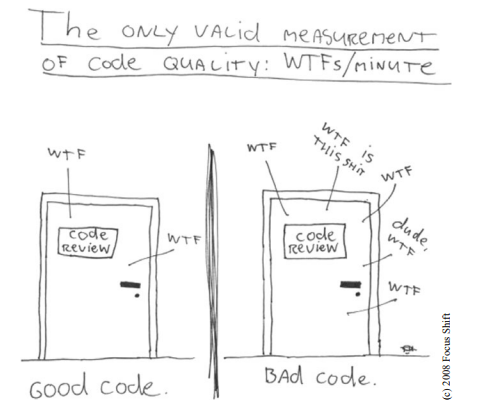 The ONLY VALID MEASUREMENT
OF Code QUALITY: WTFs/MINUTE
WTF
code
REVIEW
WTF
GOOD Code.
WTF
WTF is
THIS SHIT
WTF
code
REVIEW
dude,
WTF
WTF
BAd code.
(c) 2008 Focus Shift